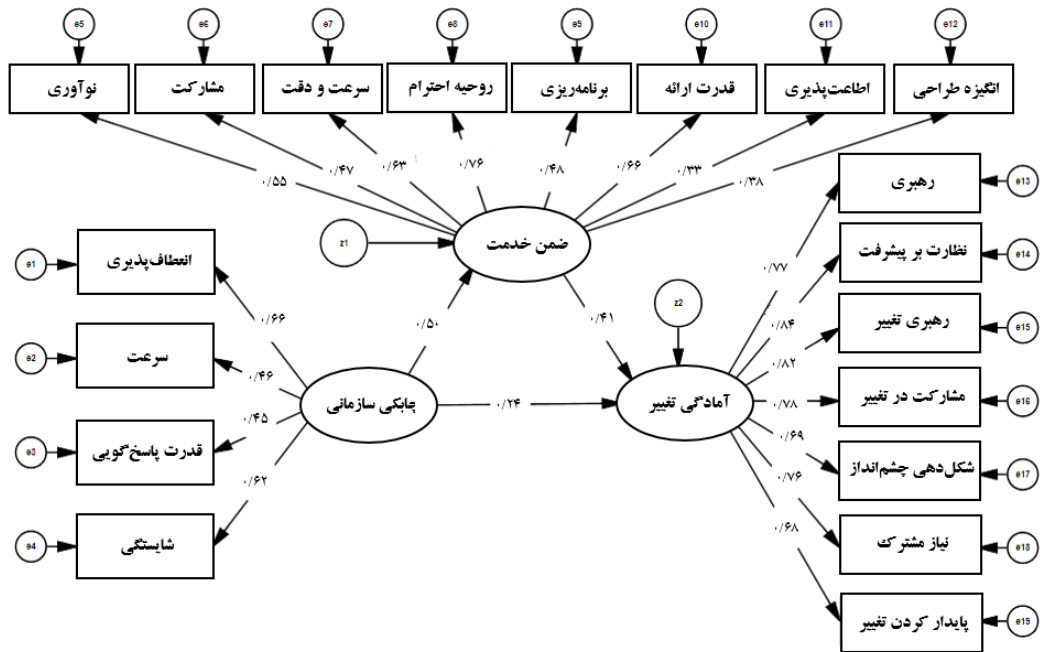 e5
e6
e7
e8
e9
e10
e11
e12
نوآوری
مشارکت
سرعت و دقت
روحیه احترام
برنامه‌ریزی
قدرت ارائه
اطاعت‌پذیری
انگیزه طراحی
۰/۵۵
۰/۴۷
۰/۶۳
۰/۷۶
۰/۴۸
۰/۶۶
۰/۳۳
۰/۳۸
z1
ضمن خدمت
رهبری
e13
e1
انعطاف‌پذیری
نظارت بر پیشرفت
e14
z2
۰/۷۷
۰/۶۶
۰/۵۰
۰/۴۱
۰/۸۴
رهبری تغییر
e15
e2
سرعت
۰/۸۲
۰/۴۶
چابکی سازمانی
۰/۲۴
آمادگی تغییر
۰/۷۸
مشارکت در تغییر
e16
۰/۴۵
e3
قدرت پاسخ‌گویی
۰/۶۹
شکل‌دهی چشم‌انداز
e17
۰/۶۲
۰/۷۶
e4
شایستگی
نیاز مشترک
e18
۰/۶۸
پایدار کردن تغییر
e19